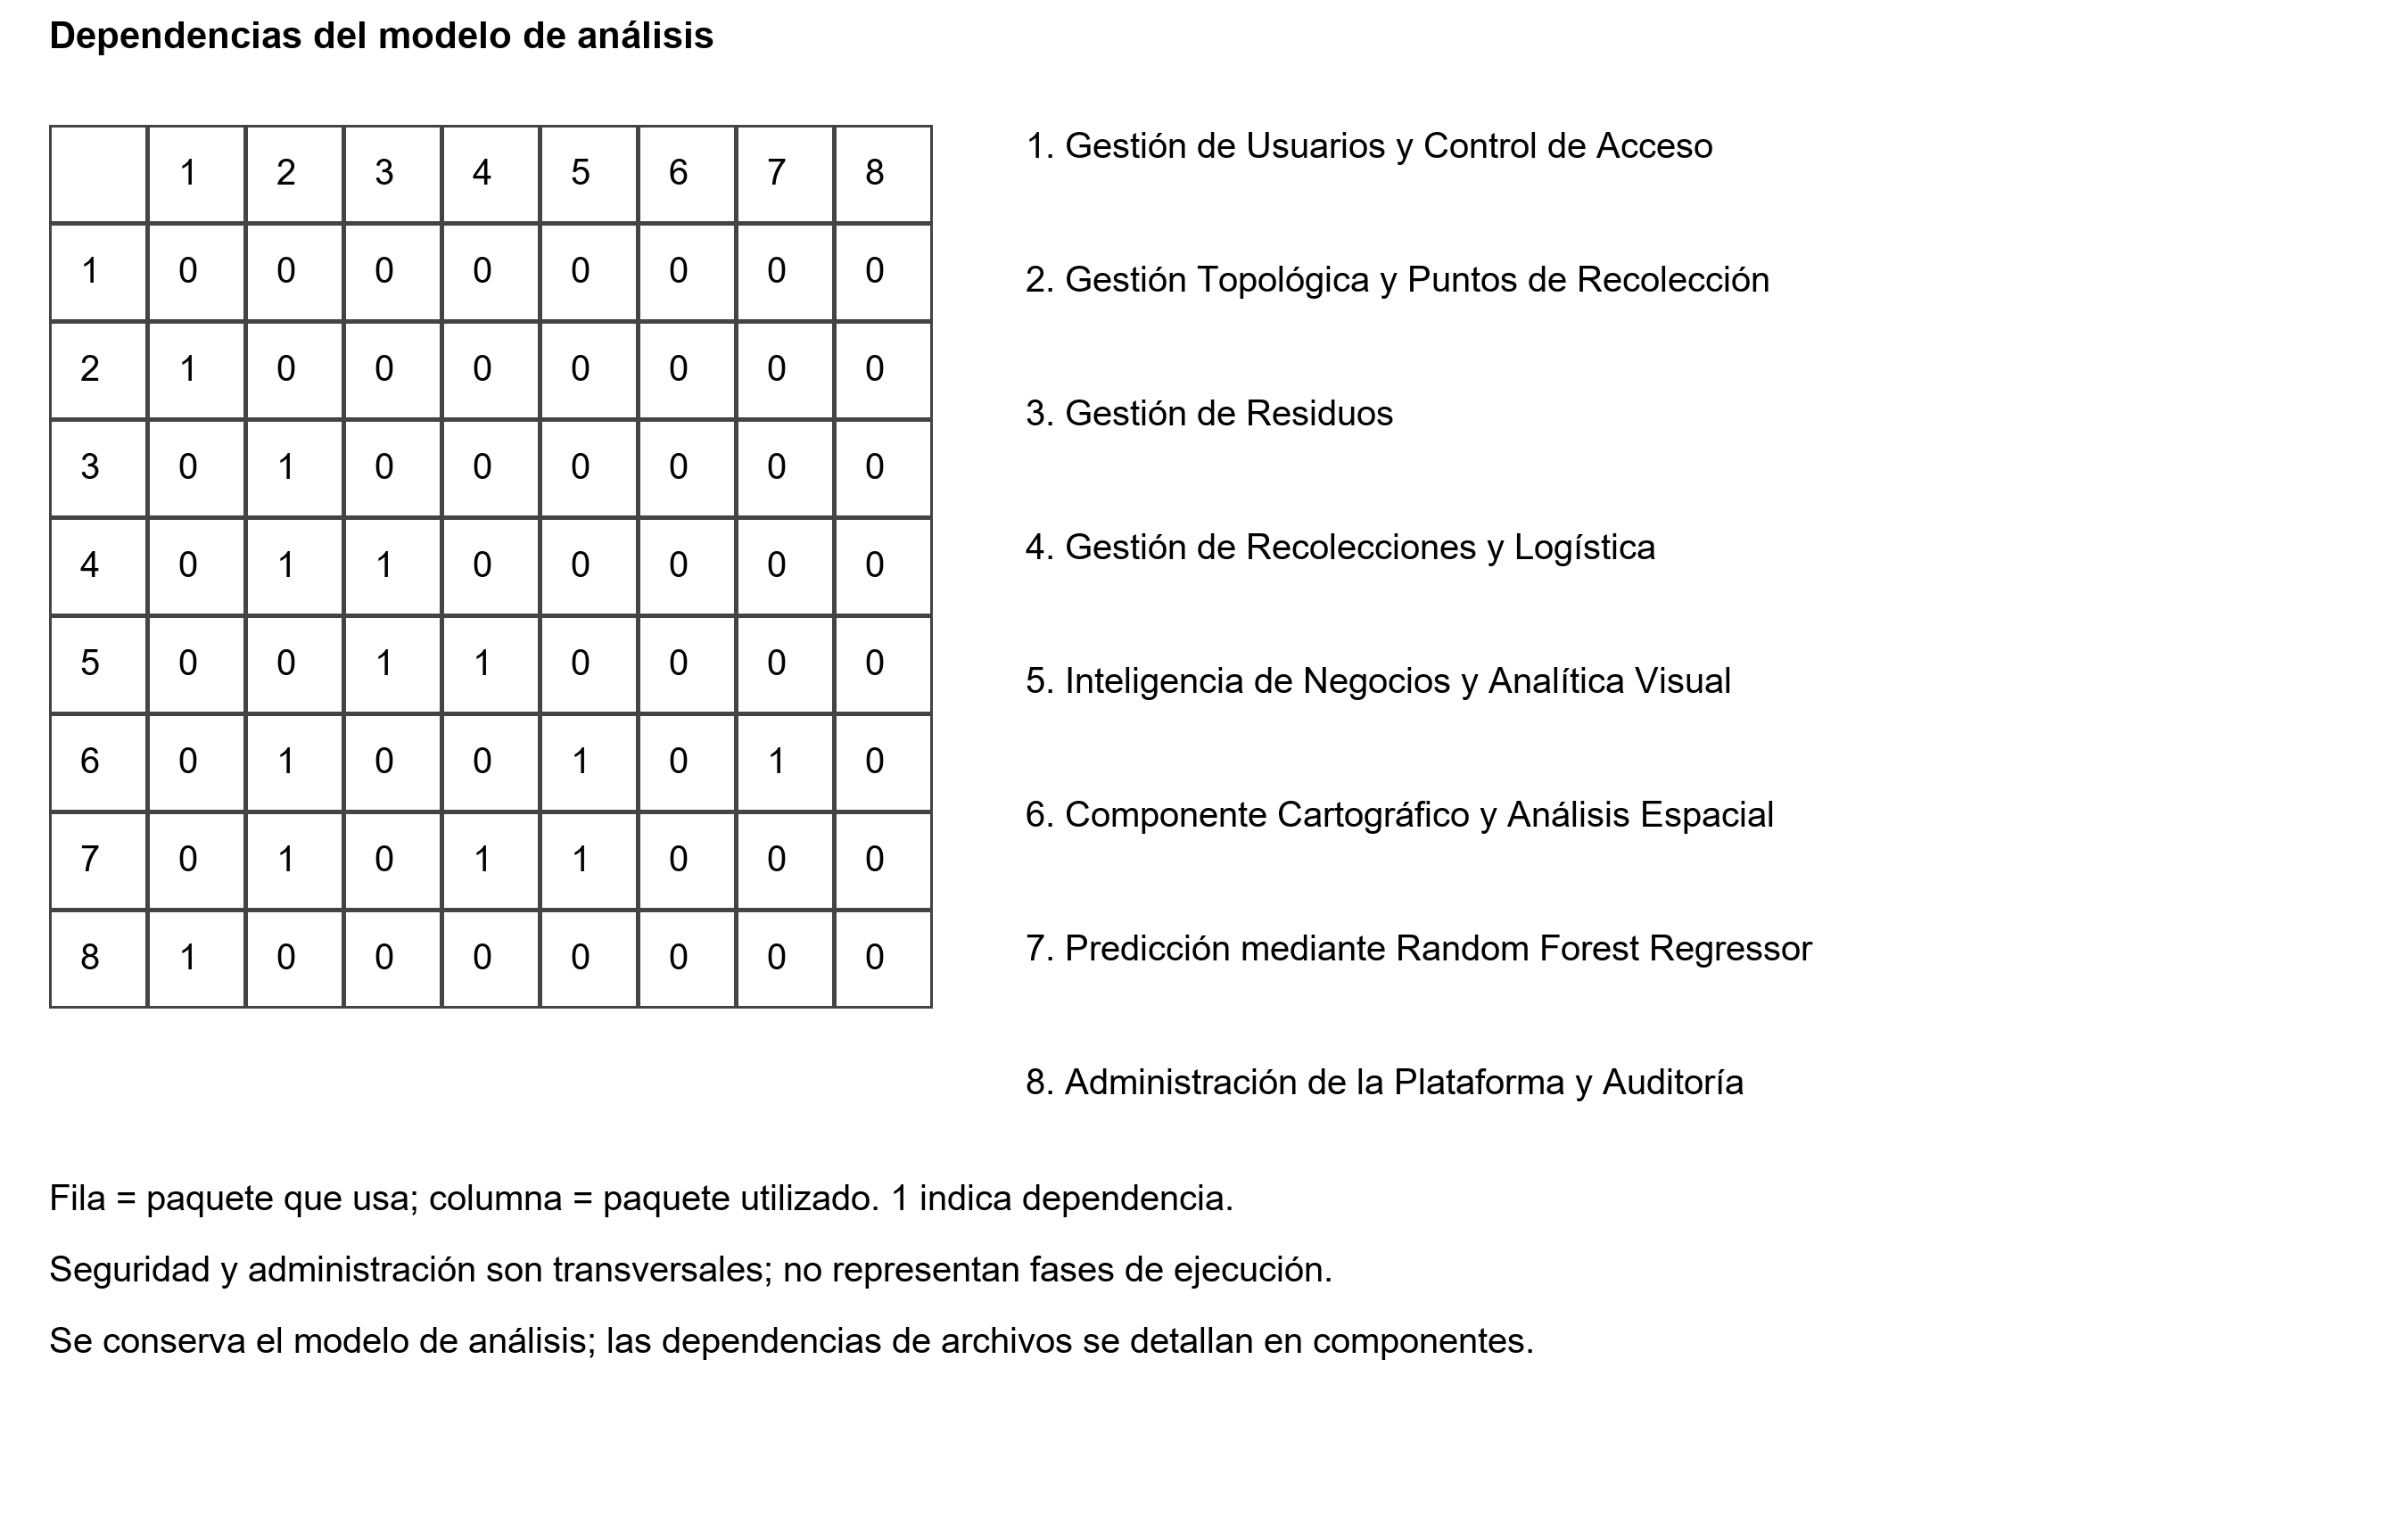 Dependencias del modelo de análisis
1 2 3 4 5 6 7 8
1 0 0 0 0 0 0 0 0
2 1 0 0 0 0 0 0 0
3 0 1 0 0 0 0 0 0
4 0 1 1 0 0 0 0 0
5 0 0 1 1 0 0 0 0
6 0 1 0 0 1 0 1 0
7 0 1 0 1 1 0 0 0
8 1 0 0 0 0 0 0 0
1. Gestión de Usuarios y Control de Acceso
2. Gestión Topológica y Puntos de Recolección
3. Gestión de Residuos
4. Gestión de Recolecciones y Logística
5. Inteligencia de Negocios y Analítica Visual
6. Componente Cartográfico y Análisis Espacial
7. Predicción mediante Random Forest Regressor
8. Administración de la Plataforma y Auditoría
Fila = paquete que usa; columna = paquete utilizado. 1 indica dependencia.
Seguridad y administración son transversales; no representan fases de ejecución.
Se conserva el modelo de análisis; las dependencias de archivos se detallan en componentes.